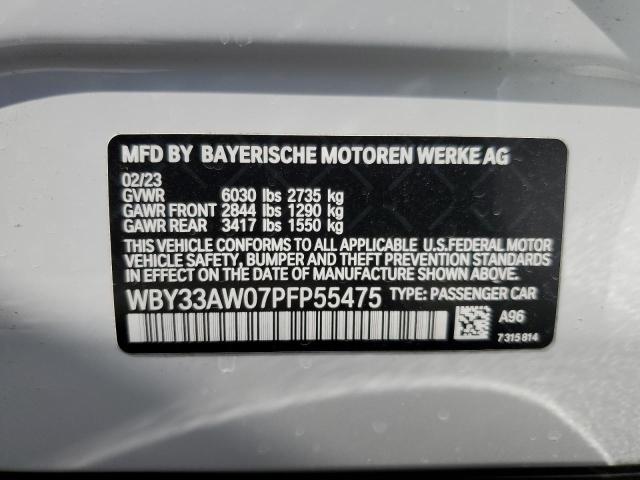 MFD BY BAYERISCHE MOTOREN WERKE AG
02/23
GVWR 6030 lbs 2735 kg
GAWR FRONT 2844 lbs 1290 kg
GAWR REAR 3417 lbs 1550 kg
THIS VEHICLE CONFORMS TO ALL APPLICABLE U.S.FEDERAL MOTOR
VEHICLE SAFETY, BUMPER AND THEFT PREVENTION STANDARDS IN
EFFECT ON THE DATE OF MANUFACTURE SHOWN ABOVE.
WBY33AW07PFP55475 TYPE: PASSENGER CAR
A96
7315814